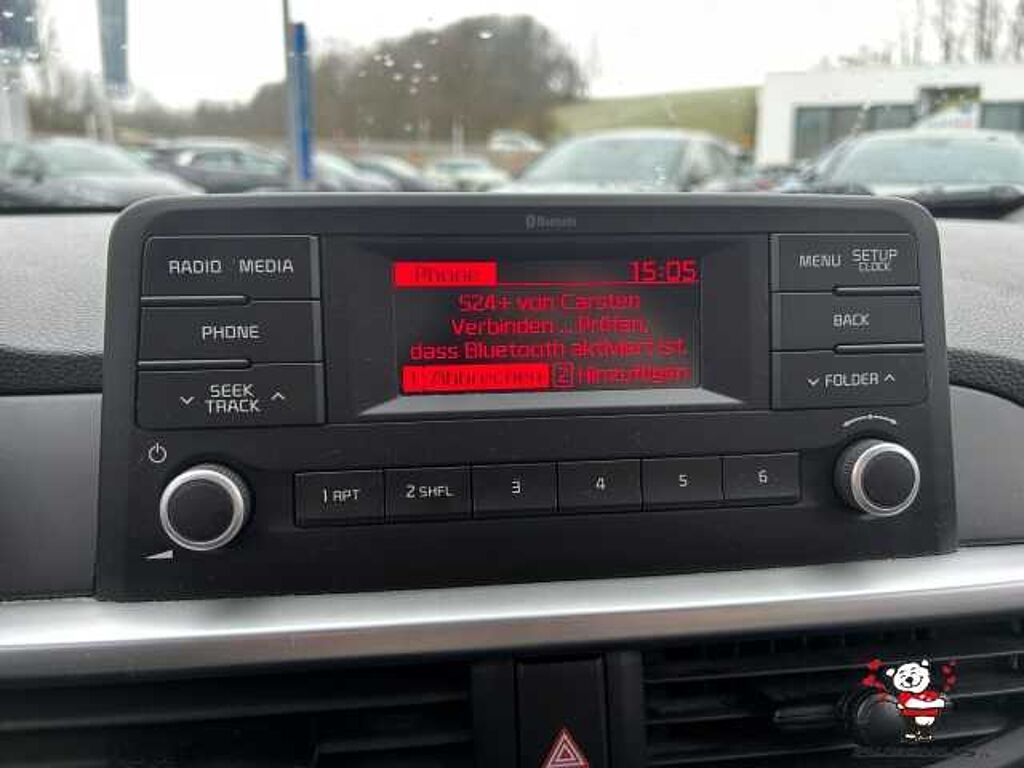 Bluetooth
RADIO MEDIA
PHONE
SEEK
TRACK
Phone 15:05
S24+ von Carsten
Verbinden ... Prüfen,
dass Bluetooth aktiviert ist.
1 Abbrechen 2 Hinzufügen
MENU SETUP
CLOCK
BACK
FOLDER
1 RPT 2 SHFL 3 4 5 6